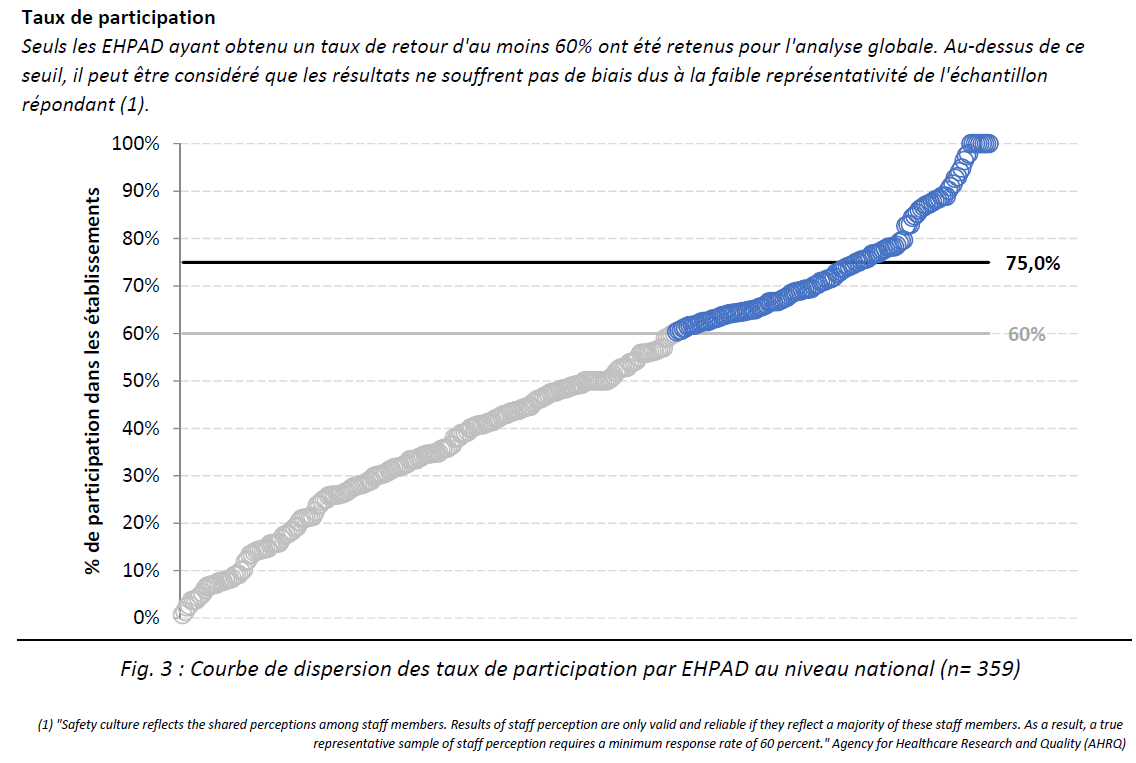 Taux de participation
Seuls les EHPAD ayant obtenu un taux de retour d'au moins 60% ont été retenus pour l'analyse globale. Au-dessus de ce
seuil, il peut être considéré que les résultats ne souffrent pas de biais dus à la faible représentativité de l'échantillon
répondant (1).
% de participation dans les établissements
100%
90%
80%
75,0%
70%
60%
60%
50%
40%
30%
20%
10%
0%
Fig. 3 : Courbe de dispersion des taux de participation par EHPAD au niveau national (n= 359)
(1) "Safety culture reflects the shared perceptions among staff members. Results of staff perception are only valid and reliable if they reflect a majority of these staff members. As a result, a true
representative sample of staff perception requires a minimum response rate of 60 percent." Agency for Healthcare Research and Quality (AHRQ)